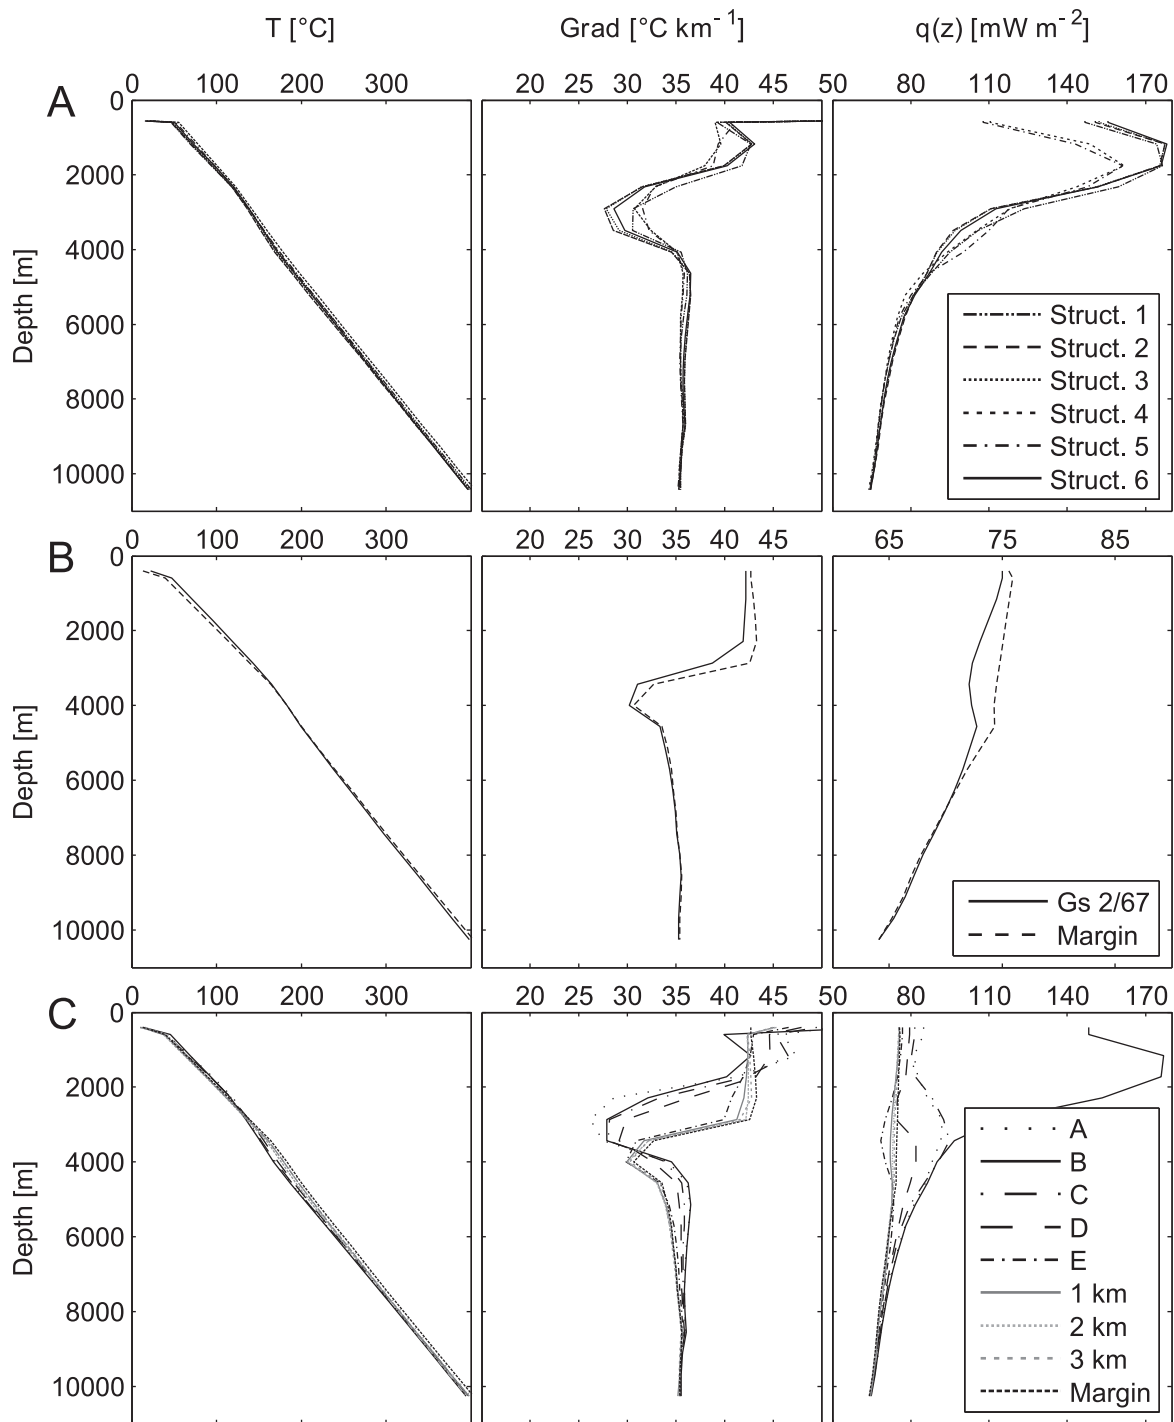 T [°C]
Grad [°C km⁻¹]
q(z) [mW m⁻²]
A
0
100
200
300
20
25
30
35
40
45
50
80
110
140
170
0
2000
4000
6000
8000
10000
Depth [m]
Struct. 1
Struct. 2
Struct. 3
Struct. 4
Struct. 5
Struct. 6
B
0
100
200
300
20
25
30
35
40
45
65
75
85
0
2000
4000
6000
8000
10000
Depth [m]
Gs 2/67
Margin
C
0
100
200
300
20
25
30
35
40
45
50
80
110
140
170
0
2000
4000
6000
8000
10000
Depth [m]
A
B
C
D
E
1 km
2 km
3 km
Margin